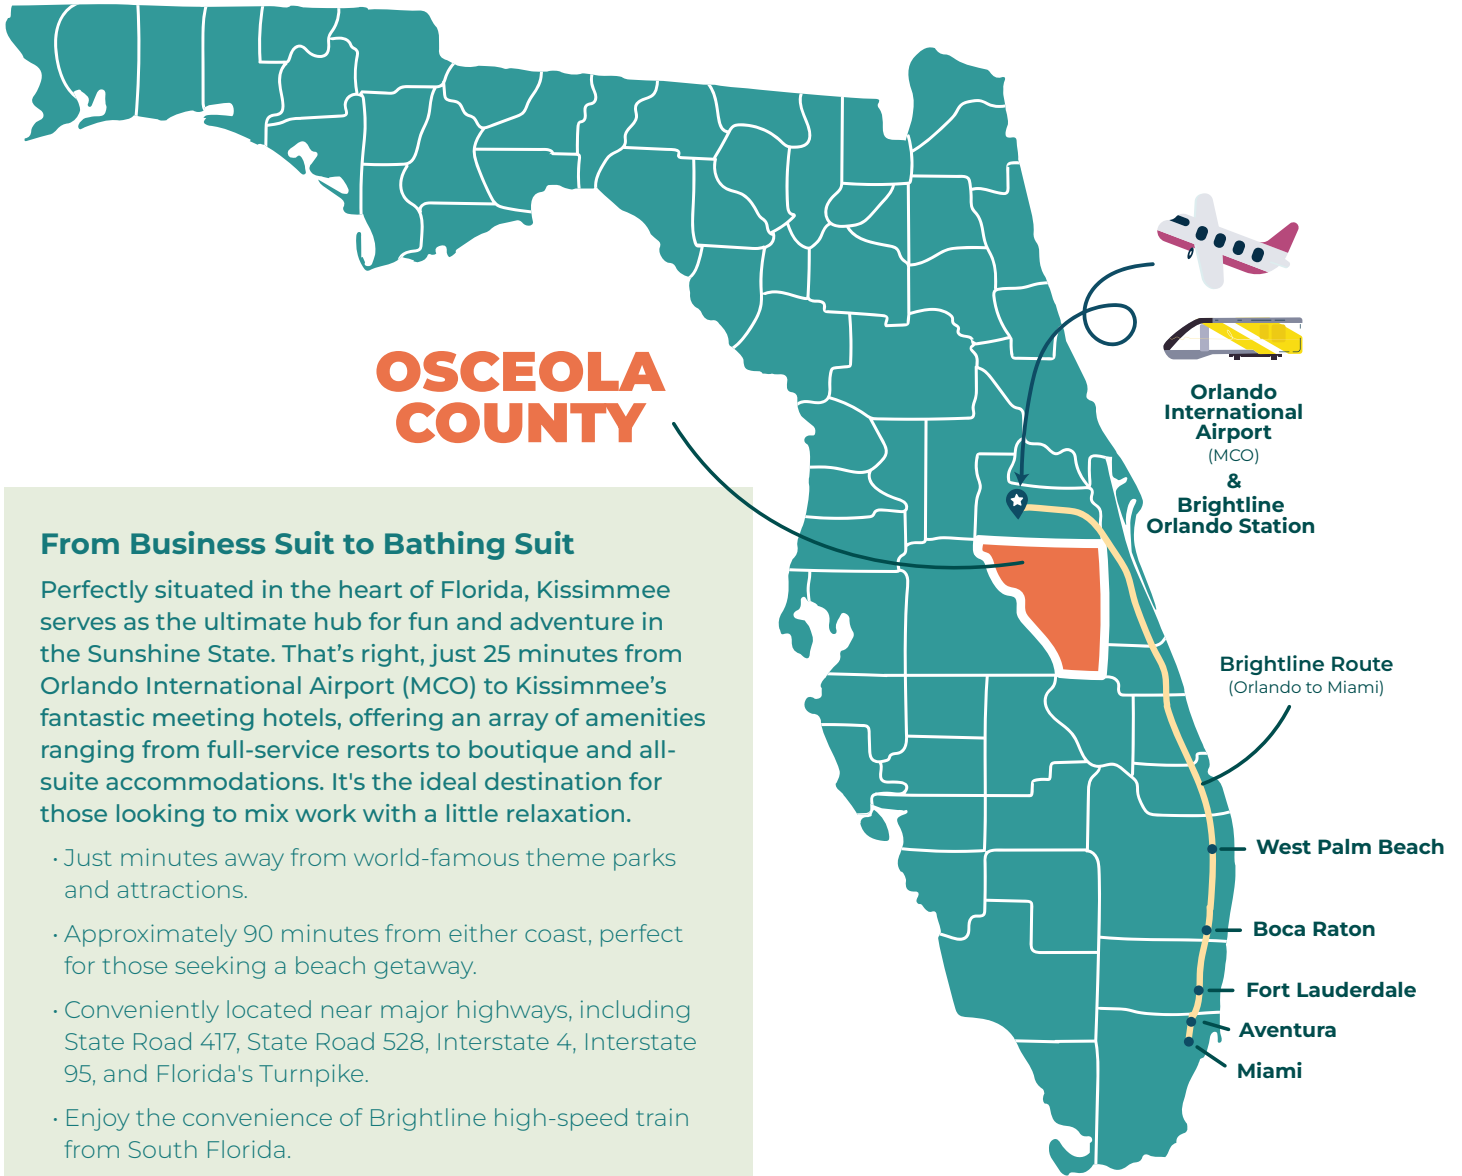 OSCEOLA
COUNTY
From Business Suit to Bathing Suit
Perfectly situated in the heart of Florida, Kissimmee
serves as the ultimate hub for fun and adventure in
the Sunshine State. That’s right, just 25 minutes from
Orlando International Airport (MCO) to Kissimmee’s
fantastic meeting hotels, offering an array of amenities
ranging from full-service resorts to boutique and all-
suite accommodations. It's the ideal destination for
those looking to mix work with a little relaxation.
· Just minutes away from world-famous theme parks
and attractions.
· Approximately 90 minutes from either coast, perfect
for those seeking a beach getaway.
· Conveniently located near major highways, including
State Road 417, State Road 528, Interstate 4, Interstate
95, and Florida's Turnpike.
· Enjoy the convenience of Brightline high-speed train
from South Florida.
Orlando
International
Airport
(MCO)
&
Brightline
Orlando Station
Brightline Route
(Orlando to Miami)
West Palm Beach
Boca Raton
Fort Lauderdale
Aventura
Miami